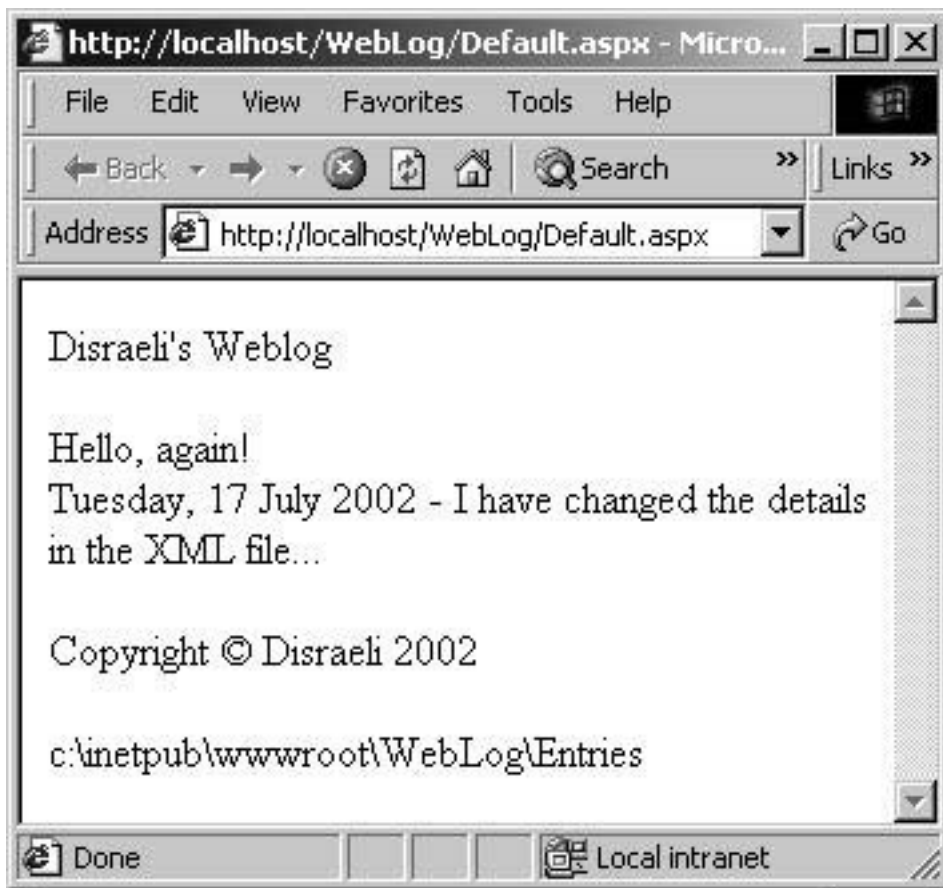 http://localhost/WebLog/Default.aspx - Micro...
File Edit View Favorites Tools Help
Back Search » Links »
Address http://localhost/WebLog/Default.aspx Go
Disraeli's Weblog
Hello, again!
Tuesday, 17 July 2002 - I have changed the details
in the XML file...
Copyright © Disraeli 2002
c:\inetpub\wwwroot\WebLog\Entries
Done Local intranet